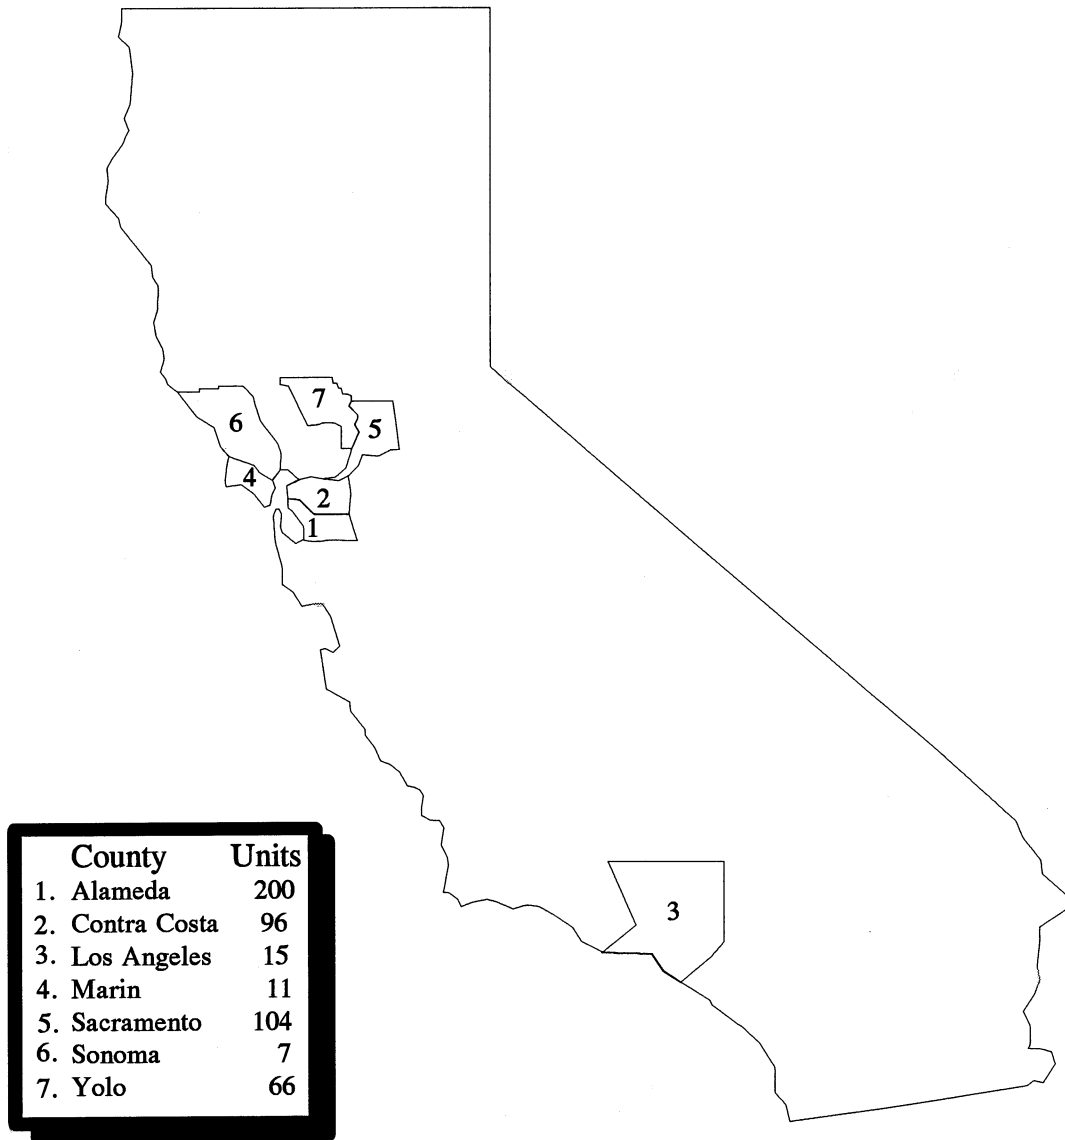 7
6
5
4
2
1
3
County Units
1. Alameda 200
2. Contra Costa 96
3. Los Angeles 15
4. Marin 11
5. Sacramento 104
6. Sonoma 7
7. Yolo 66